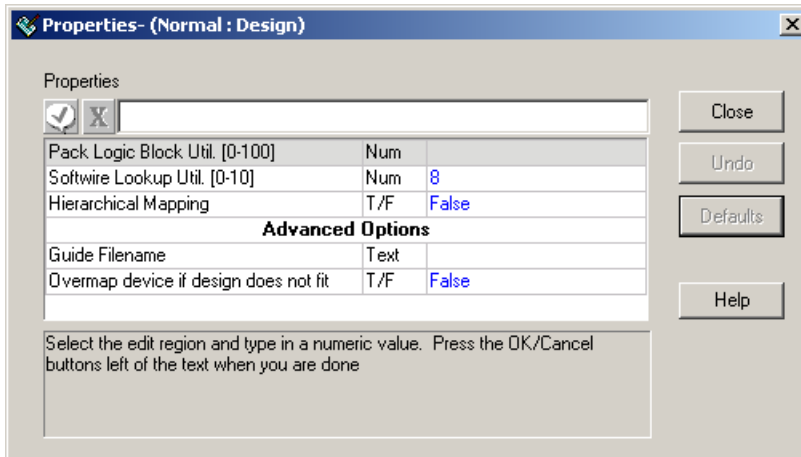 Properties- (Normal : Design)
Properties
X
Close
Pack Logic Block Util. [0-100] Num
Undo
Softwire Lookup Util. [0-10] Num 8
Hierarchical Mapping T/F False
Defaults
Advanced Options
Guide Filename Text
Overmap device if design does not fit T/F False
Help
Select the edit region and type in a numeric value.  Press the OK/Cancel
buttons left of the text when you are done